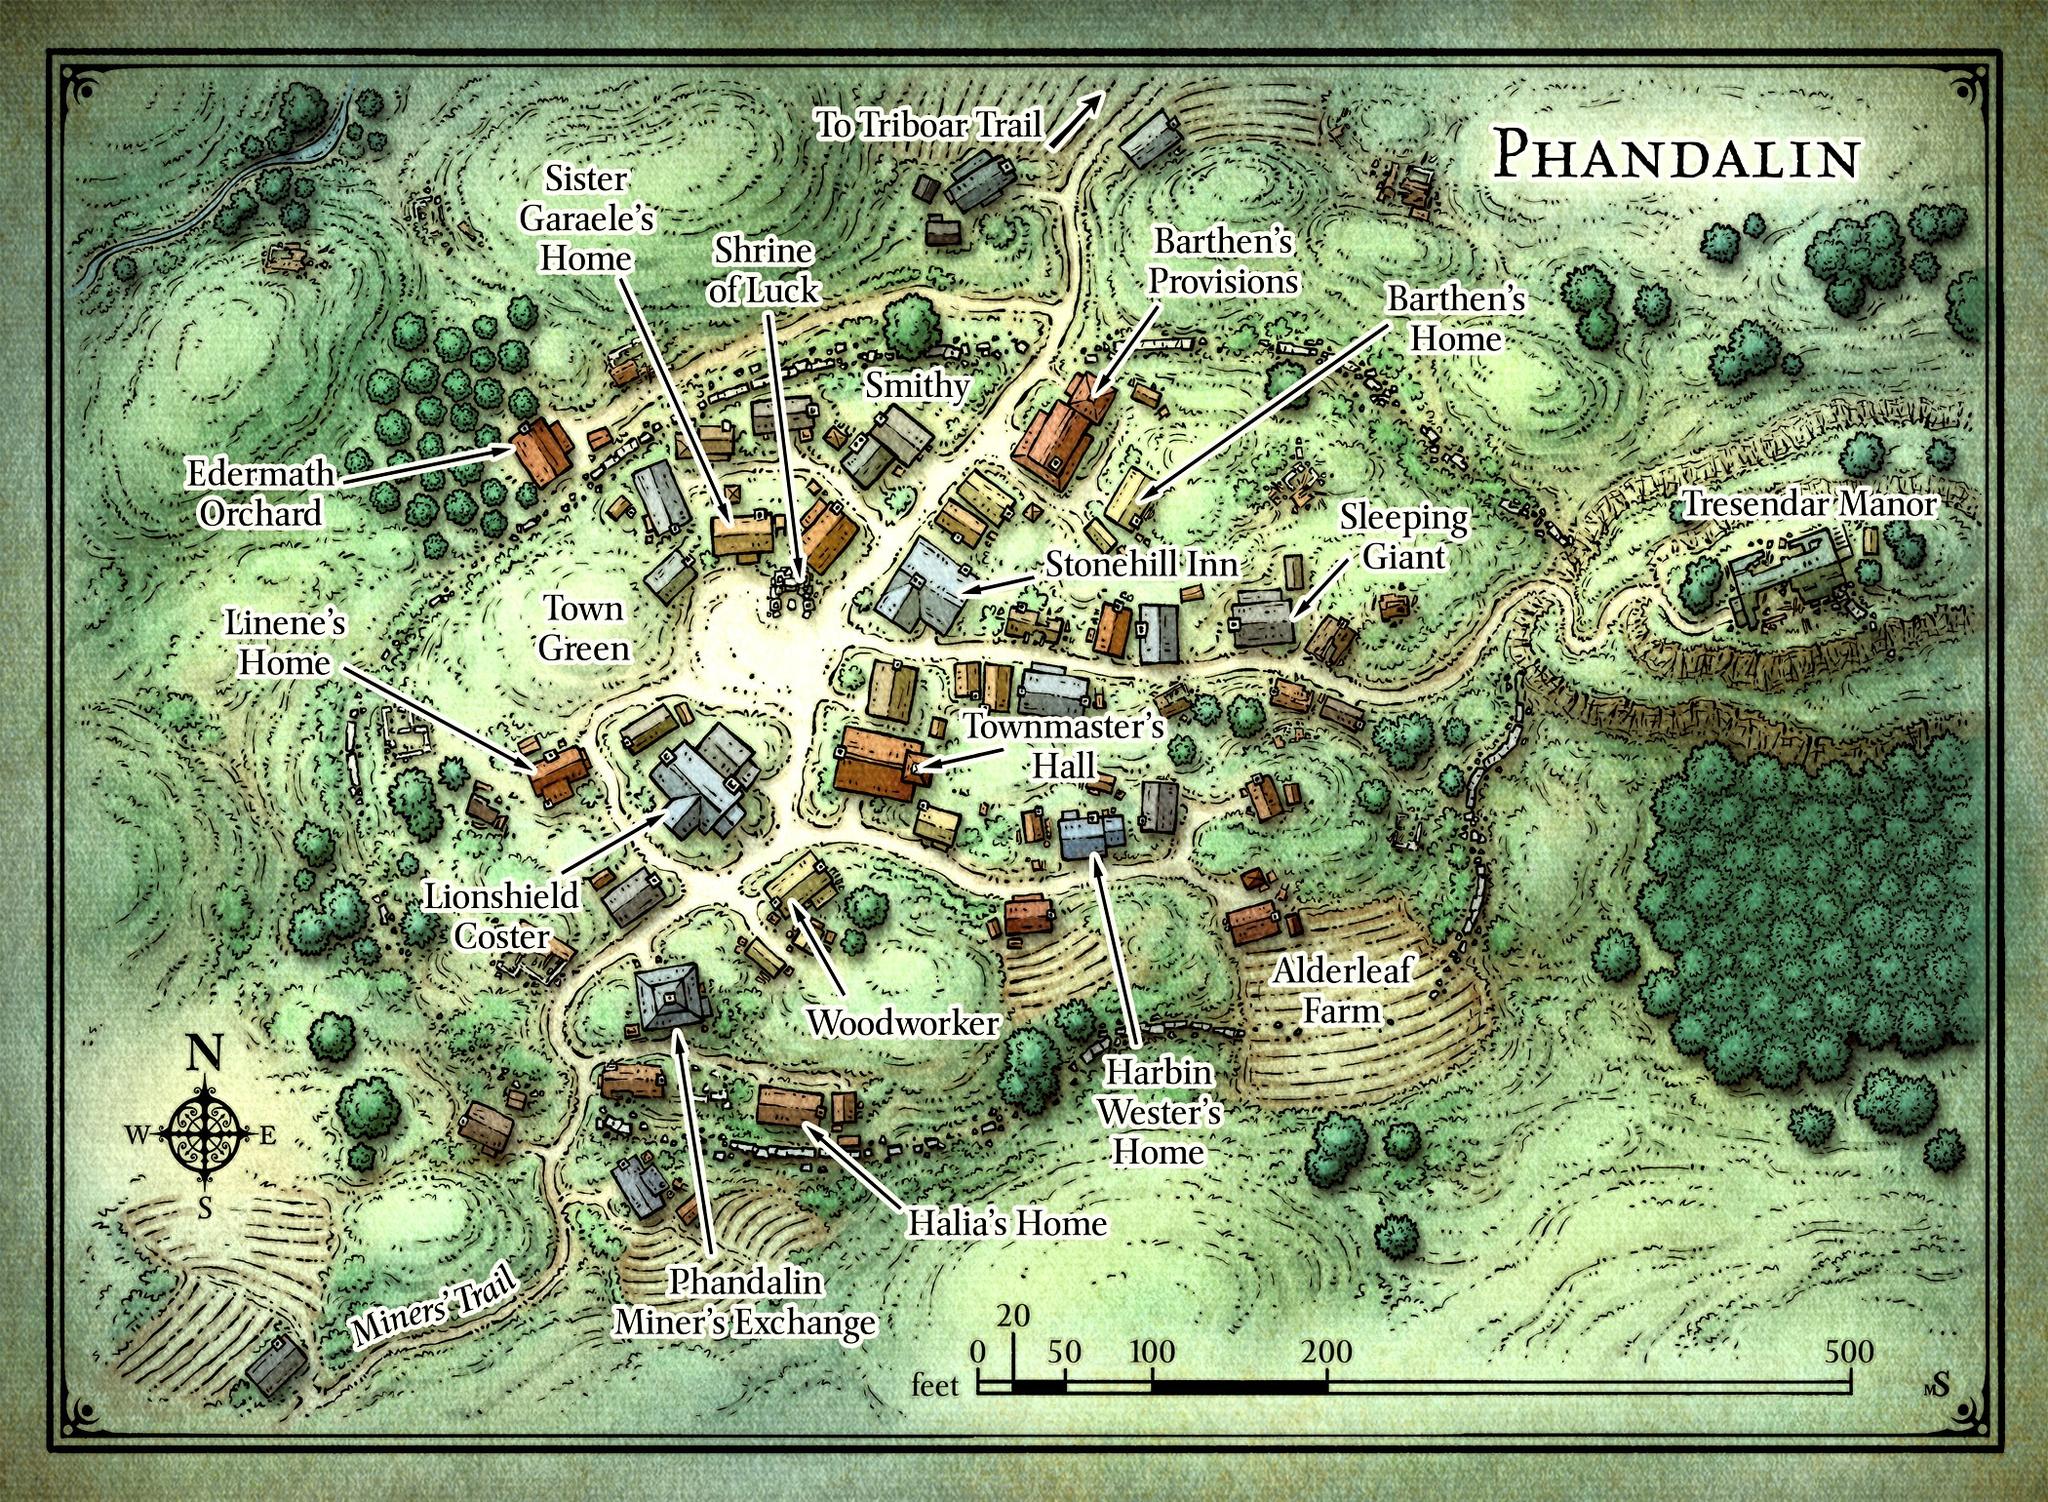 PHANDALIN
To Triboar Trail
Sister
Garaele's
Home
Shrine
of Luck
Barthen's
Provisions
Barthen's
Home
Smithy
Edermath
Orchard
Tresendar Manor
Sleeping
Giant
Stonehill Inn
Town
Green
Linene's
Home
Townmaster's
Hall
Lionshield
Coster
Woodworker
Alderleaf
Farm
Harbin
Wester's
Home
N
W
E
S
Halia's Home
Phandalin
Miner's Exchange
Miners' Trail
20
0
50
100
200
500
feet
MS